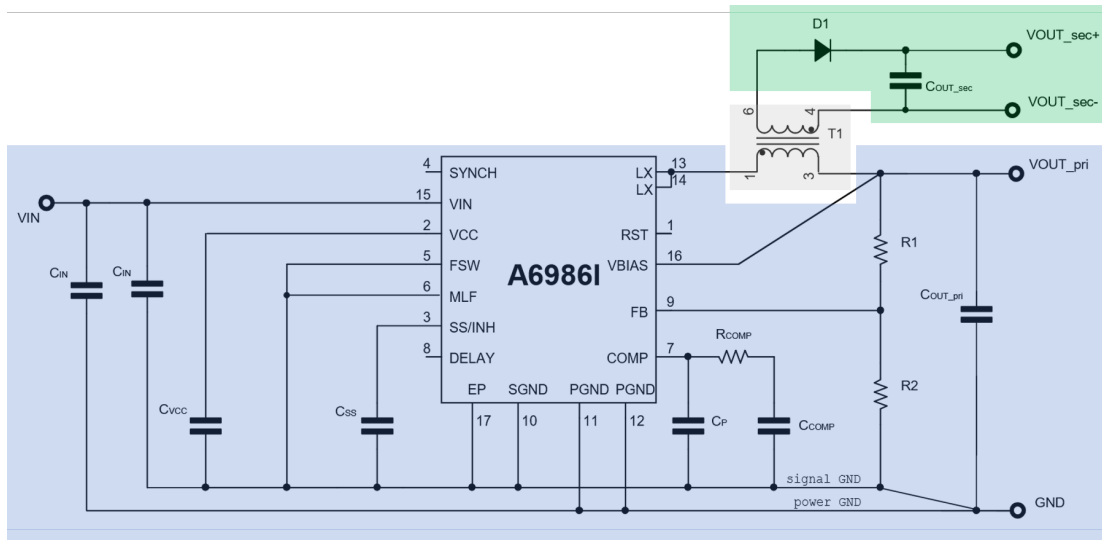 D1
VOUT_sec+
COUT_sec
VOUT_sec-
6
4
T1
1
3
VOUT_pri
4
SYNCH
LX
13
LX
14
15
VIN
VIN
2
VCC
RST
1
5
FSW
VBIAS
16
R1
CIN
CIN
A6986I
6
MLF
COUT_pri
FB
9
3
SS/INH
RCOMP
8
DELAY
COMP
7
R2
EP
SGND
PGND
PGND
CVCC
CSS
17
10
11
12
CP
CCOMP
signal GND
power GND
GND